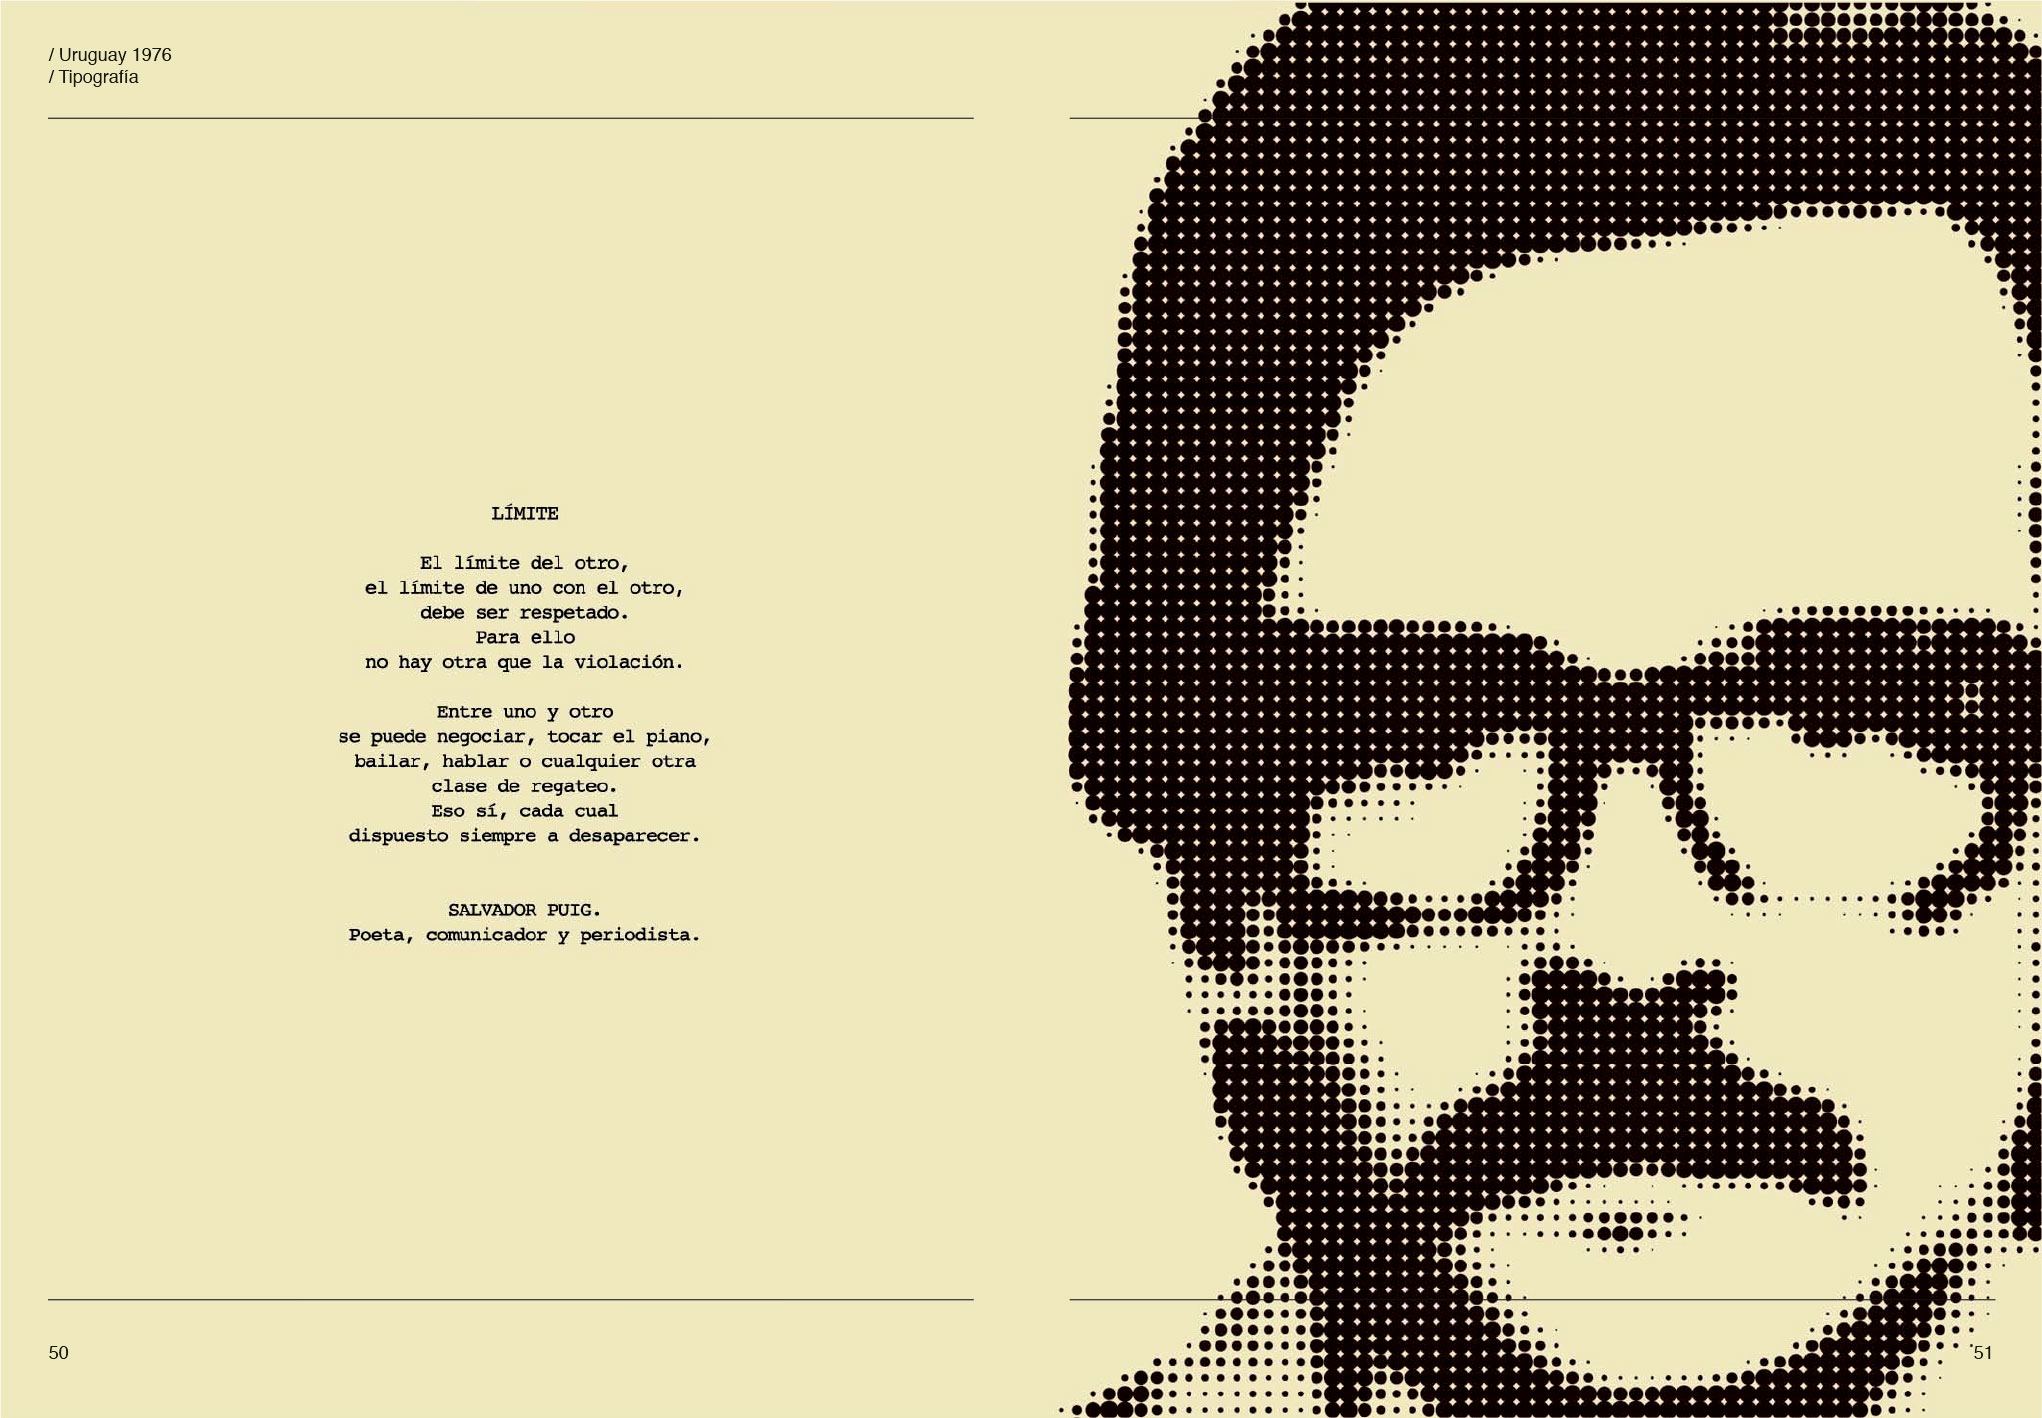 / Uruguay 1976
/ Tipografía
LÍMITE
El límite del otro,
el límite de uno con el otro,
debe ser respetado.
Para ello
no hay otra que la violación.
Entre uno y otro
se puede negociar, tocar el piano,
bailar, hablar o cualquier otra
clase de regateo.
Eso sí, cada cual
dispuesto siempre a desaparecer.
SALVADOR PUIG.
Poeta, comunicador y periodista.
50
51